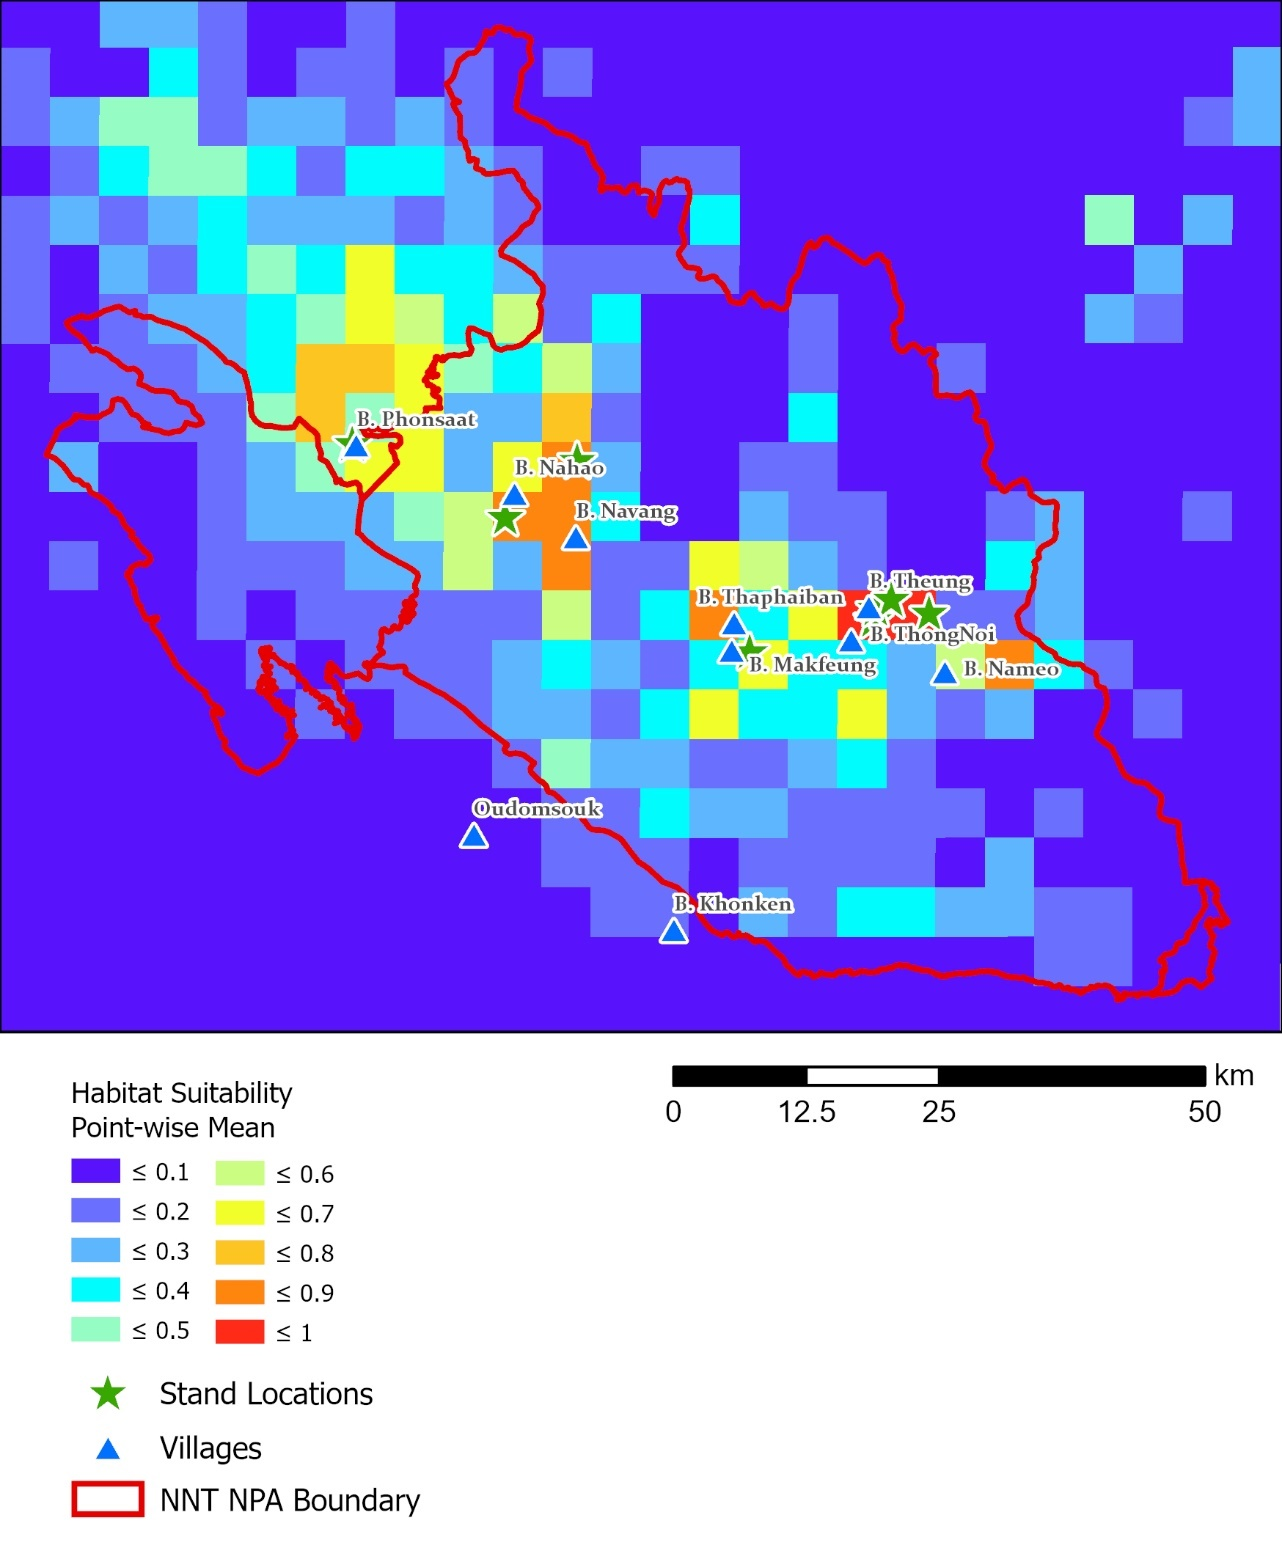 B. Phonsaat
B. Nahao
B. Navang
B. Theung
B. Thaphaiban
B. ThongNoi
B. Makfeung
B. Nameo
Oudomsouk
B. Khonken
km
0 12.5 25 50
Habitat Suitability
Point-wise Mean
≤ 0.1 ≤ 0.6
≤ 0.2 ≤ 0.7
≤ 0.3 ≤ 0.8
≤ 0.4 ≤ 0.9
≤ 0.5 ≤ 1
Stand Locations
Villages
NNT NPA Boundary